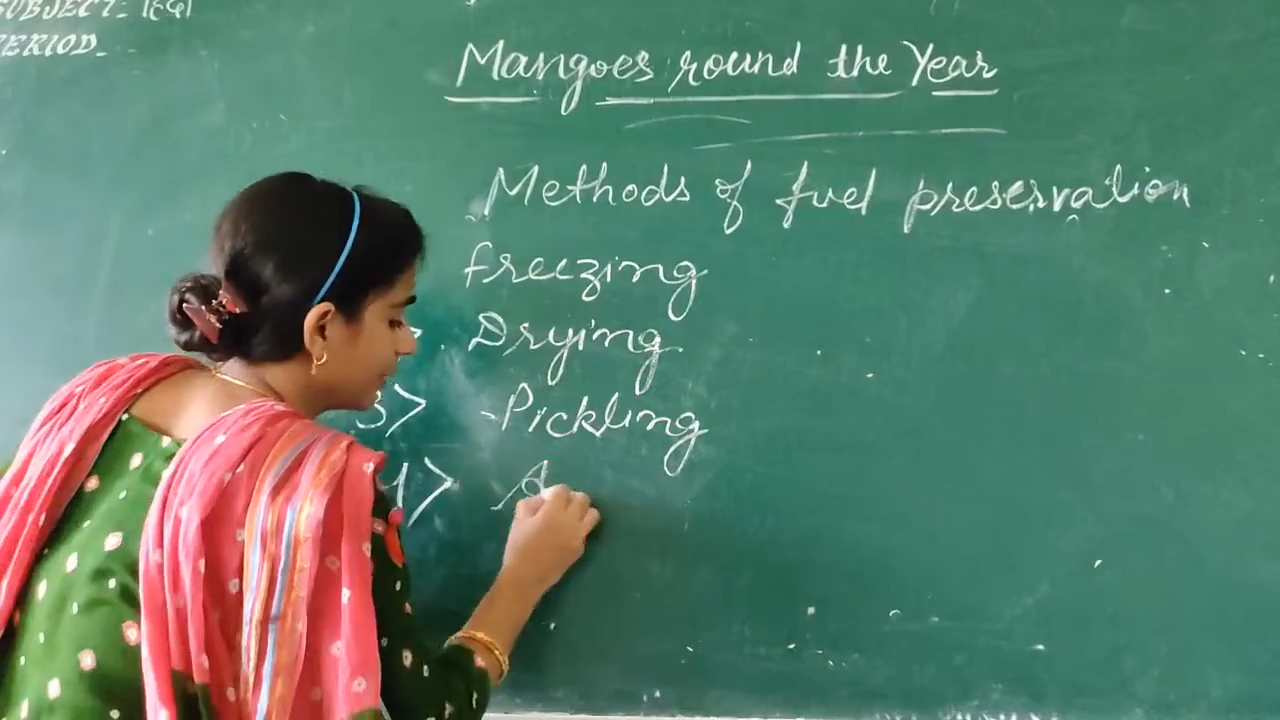 SUBJECT:
PERIOD
Mangoes round the Year
Methods of fuel preservation
freezing
Drying
3> Pickling
4> A